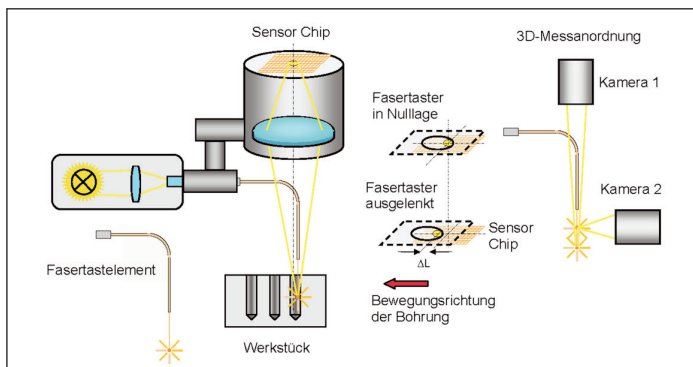 Sensor Chip
3D-Messanordnung
Kamera 1
Fasertaster
in Nulllage
Fasertaster
ausgelenkt
Kamera 2
Sensor
Chip
ΔL
Fasertastelement
Bewegungsrichtung
der Bohrung
Werkstück